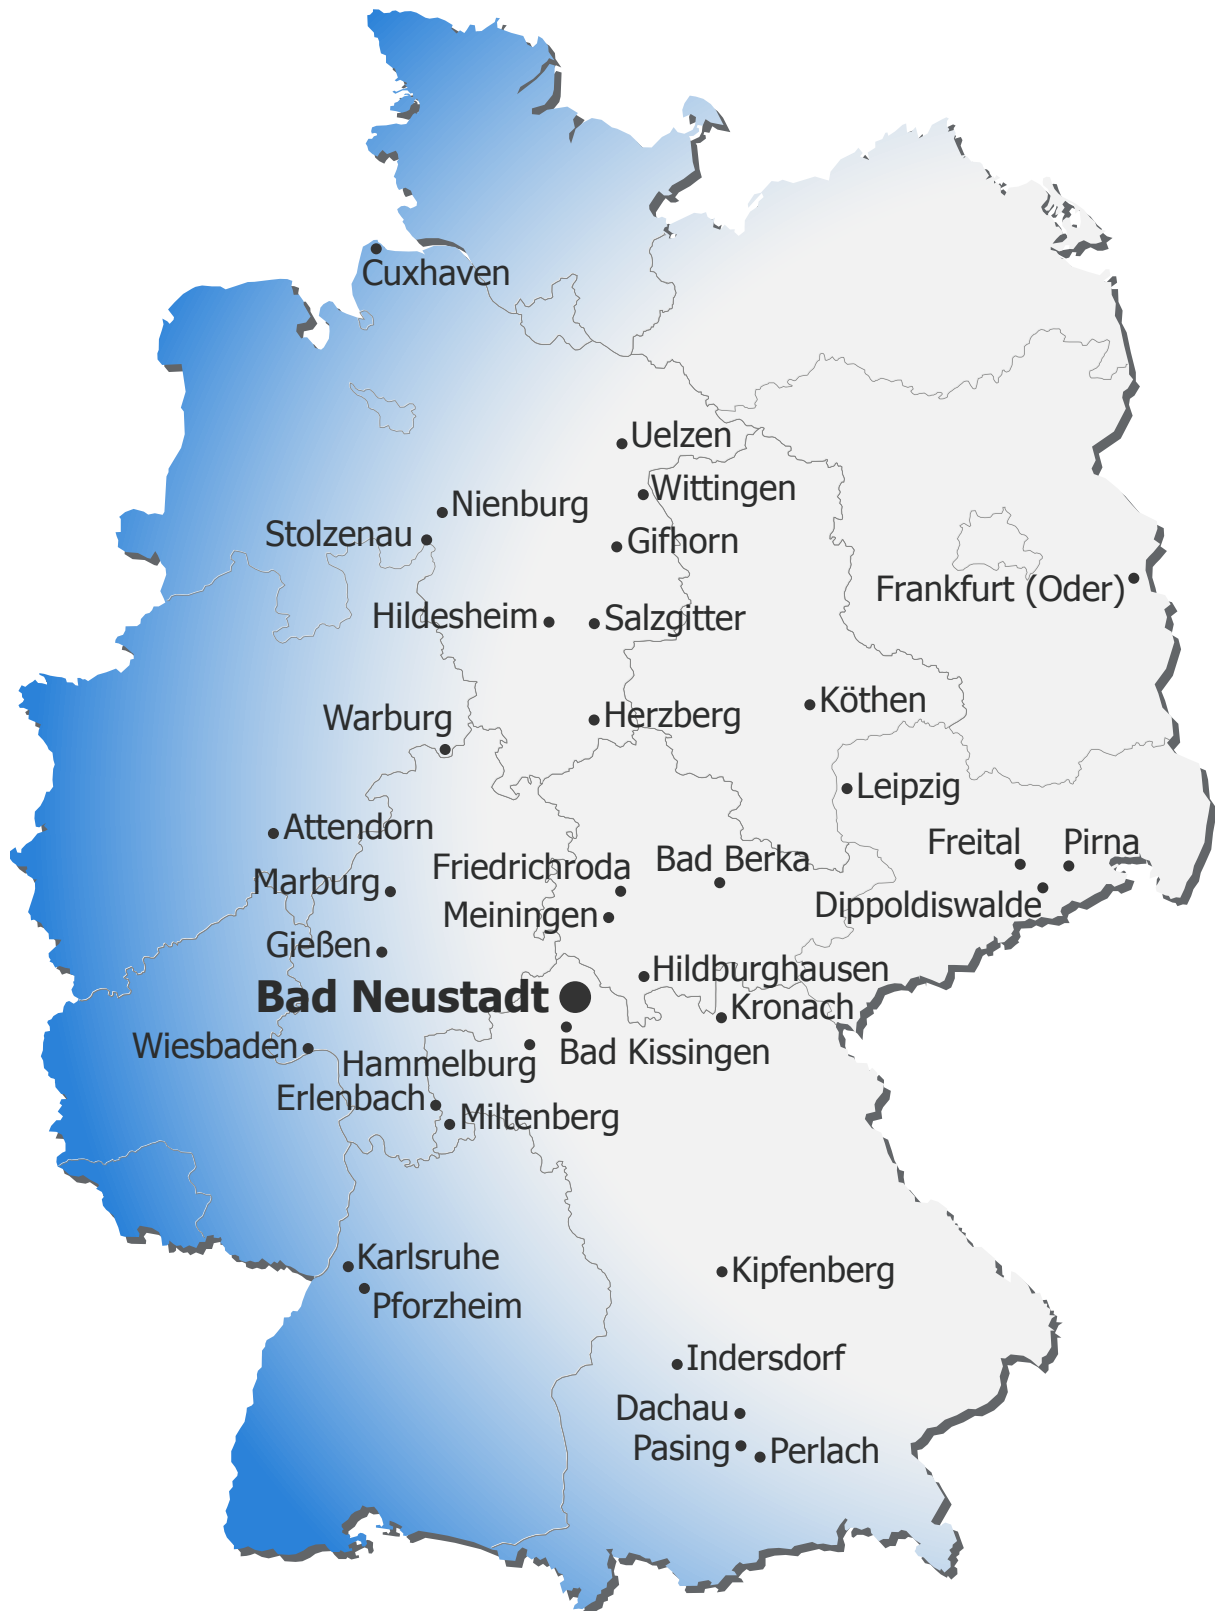 Cuxhaven
Uelzen
Wittingen
Nienburg
Stolzenau
Gifhorn
Frankfurt (Oder)
Hildesheim
Salzgitter
Köthen
Warburg
Herzberg
Leipzig
Attendorn
Freital
Pirna
Friedrichroda
Bad Berka
Marburg
Meiningen
Dippoldiswalde
Gießen
Hildburghausen
Bad Neustadt
Kronach
Wiesbaden
Hammelburg
Bad Kissingen
Erlenbach
Miltenberg
Karlsruhe
Kipfenberg
Pforzheim
Indersdorf
Dachau
Pasing
Perlach